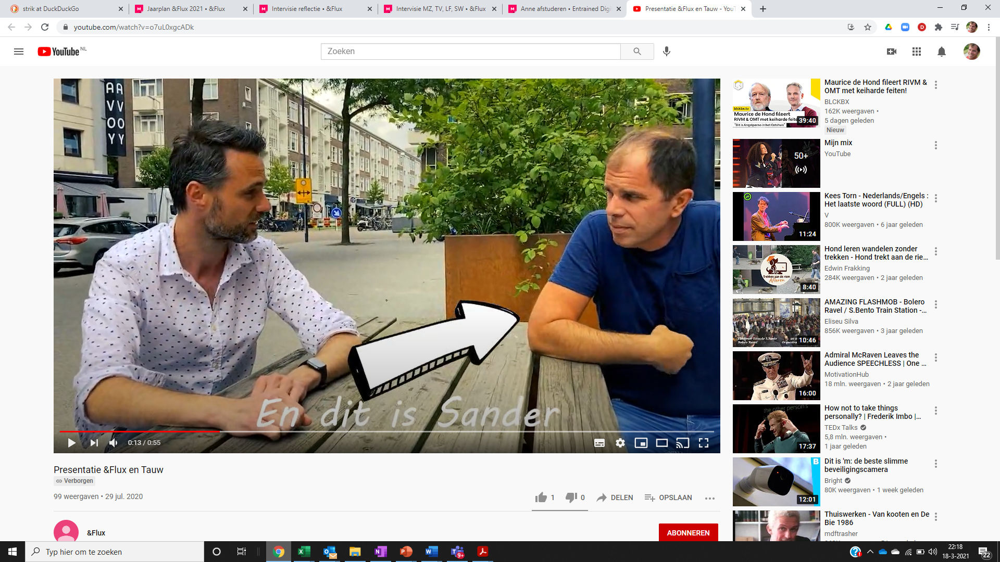 strik at DuckDuckGo
Jaarplan &Flux 2021 • &Flux
Intervisie reflectie • &Flux
Intervisie MZ, TV, LF, SW • &Flux
Anne afstuderen • Entrained Digi
Presentatie &Flux en Tauw - YouT
youtube.com/watch?v=o7uL0xgcADk
YouTube NL
Zoeken
AVVOOY
AVOOY
En dit is Sander
0:13 / 0:55
Presentatie &Flux en Tauw
Verborgen
99 weergaven • 29 jul. 2020
1
0
DELEN
OPSLAAN
&Flux
ABONNEREN
blckbx.tv
Maurice de Hond fileert
RIVM & OMT met keiharde feite
"Dit is Angstporno in het Catshuis"
39:40
Maurice de Hond fileert RIVM &
OMT met keiharde feiten!
BLCKBX
162K weergaven •
5 dagen geleden
Nieuw
50+
Mijn mix
YouTube
11:24
Kees Torn - Nederlands/Engels :
Het laatste woord (FULL) (HD)
V
800K weergaven • 6 jaar geleden
Trekken aan de riem
Afleren
8:40
Hond leren wandelen zonder
trekken - Hond trekt aan de rie...
Edwin Frakking
284K weergaven • 2 jaar geleden
Flashmob Estação S.Bento
Bolero Ravel
Orquestra
10:46
AMAZING FLASHMOB - Bolero
Ravel / S.Bento Train Station -...
Eliseu Silva
856K weergaven • 3 jaar geleden
16:00
Admiral McRaven Leaves the
Audience SPEECHLESS | One ...
MotivationHub
18 mln. weergaven • 2 jaar geleden
the other person's
17:37
How not to take things
personally? | Frederik Imbo |...
TEDx Talks
5,8 mln. weergaven •
1 jaar geleden
B
12:01
Dit is 'm: de beste slimme
beveiligingscamera
Bright
80K weergaven • 1 week geleden
Thuiswerken - Van kooten en De
Bie 1986
mdftrasher
Typ hier om te zoeken
9+
22:18
18-3-2021
22